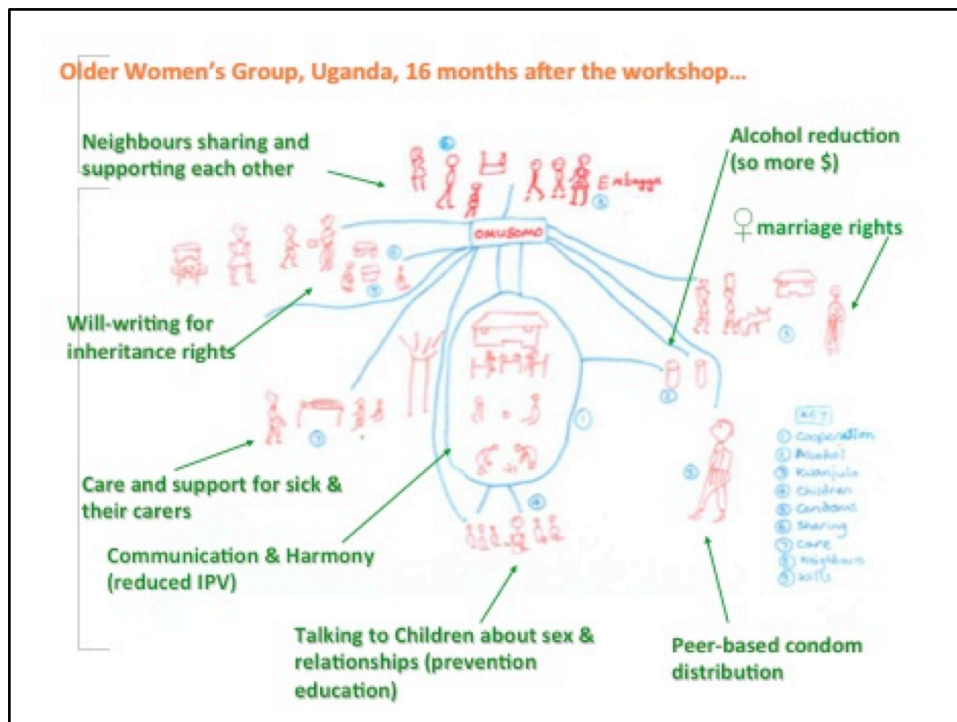 Older Women's Group, Uganda, 16 months after the workshop...
Neighbours sharing and
supporting each other
Alcohol reduction
(so more $)
♀ marriage rights
Embagga
OMUSOMO
Will-writing for
inheritance rights
Care and support for sick &
their carers
Communication & Harmony
(reduced IPV)
Talking to Children about sex &
relationships (prevention
education)
Peer-based condom
distribution
KEY
① Cooperation
② Alcohol
③ Kwanjula
④ Children
⑤ Condoms
⑥ Sharing
⑦ Care
⑧ Neighbours
⑨ Wills